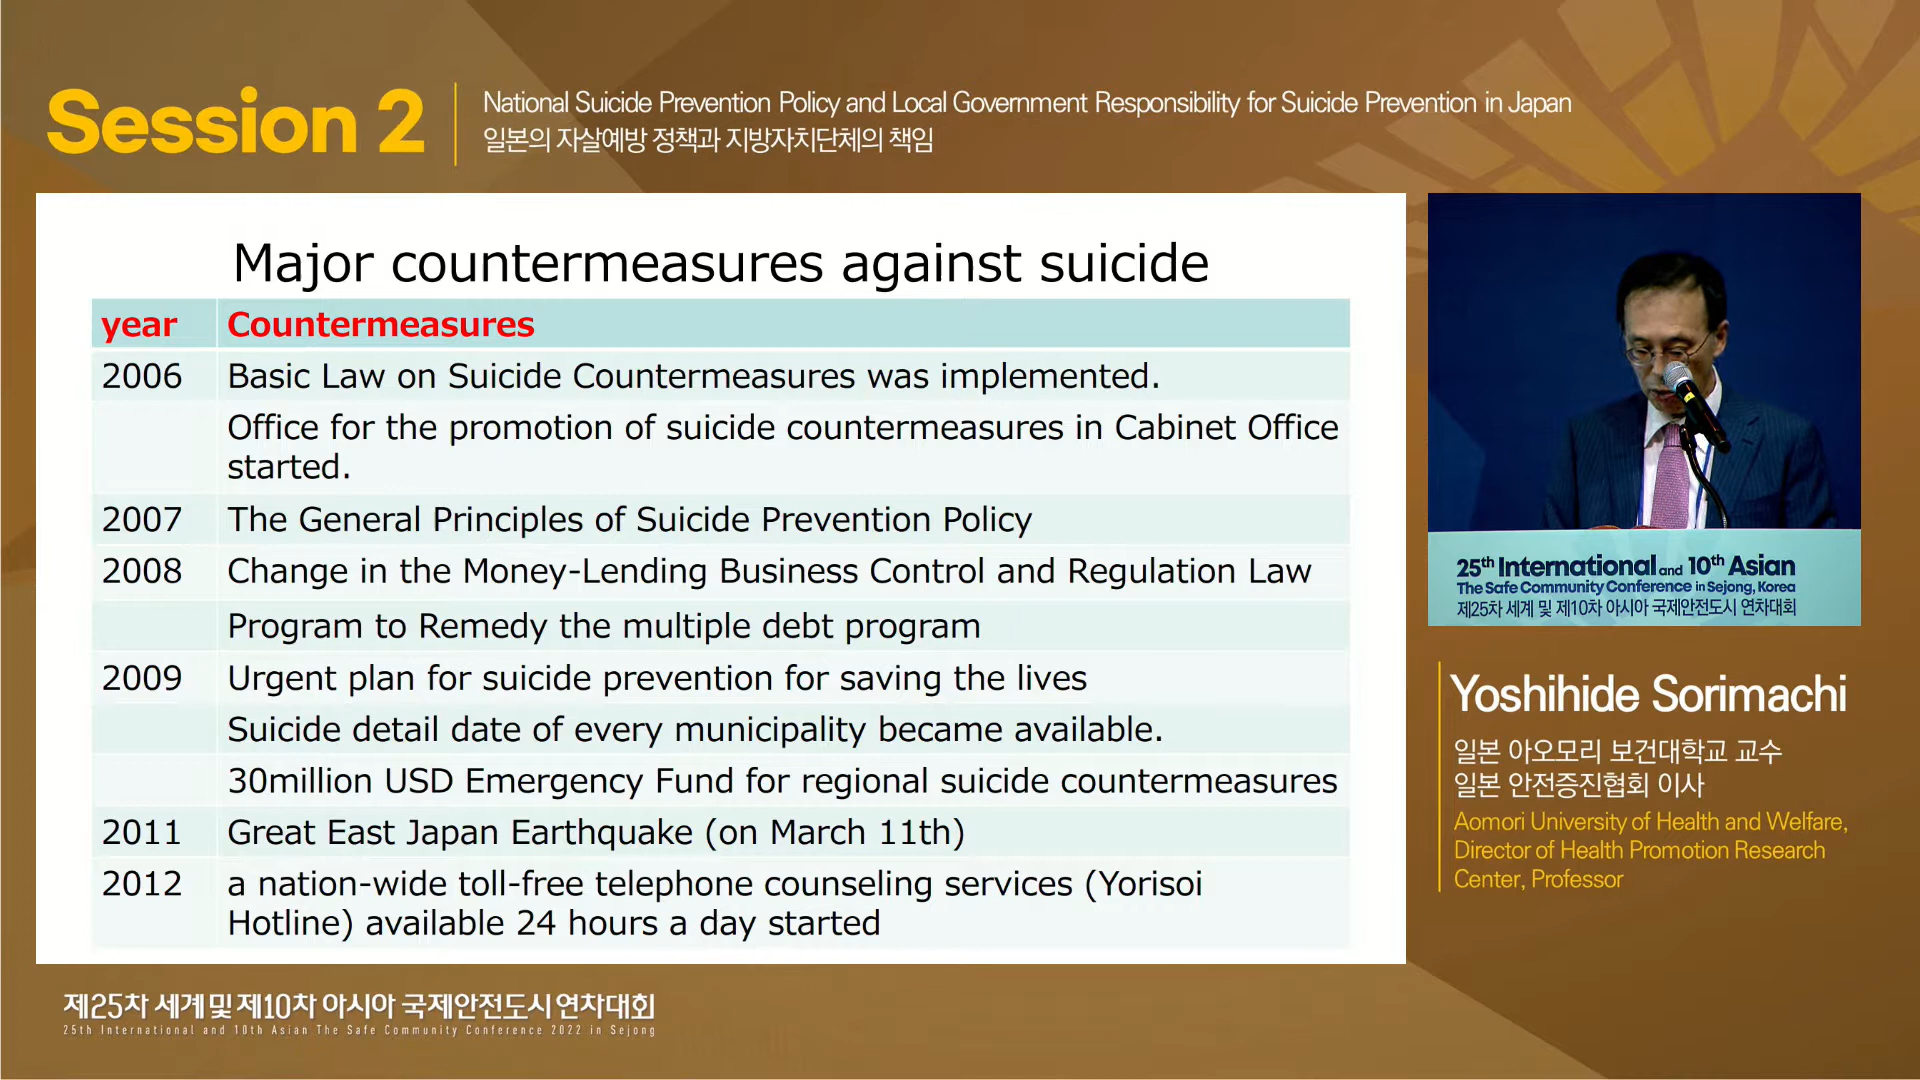 Session 2
National Suicide Prevention Policy and Local Government Responsibility for Suicide Prevention in Japan
일본의 자살예방 정책과 지방자치단체의 책임
Major countermeasures against suicide
year Countermeasures
2006 Basic Law on Suicide Countermeasures was implemented.
Office for the promotion of suicide countermeasures in Cabinet Office
started.
2007 The General Principles of Suicide Prevention Policy
2008 Change in the Money-Lending Business Control and Regulation Law
Program to Remedy the multiple debt program
2009 Urgent plan for suicide prevention for saving the lives
Suicide detail date of every municipality became available.
30million USD Emergency Fund for regional suicide countermeasures
2011 Great East Japan Earthquake (on March 11th)
2012 a nation-wide toll-free telephone counseling services (Yorisoi
Hotline) available 24 hours a day started
25th International and 10th Asian
The Safe Community Conference in Sejong, Korea
제25차 세계 및 제10차 아시아 국제안전도시 연차대회
Yoshihide Sorimachi
일본 아오모리 보건대학교 교수
일본 안전증진협회 이사
Aomori University of Health and Welfare,
Director of Health Promotion Research
Center, Professor
제25차 세계 및 제10차 아시아 국제안전도시 연차대회
25th International and 10th Asian The Safe Community Conference 2022 in Sejong